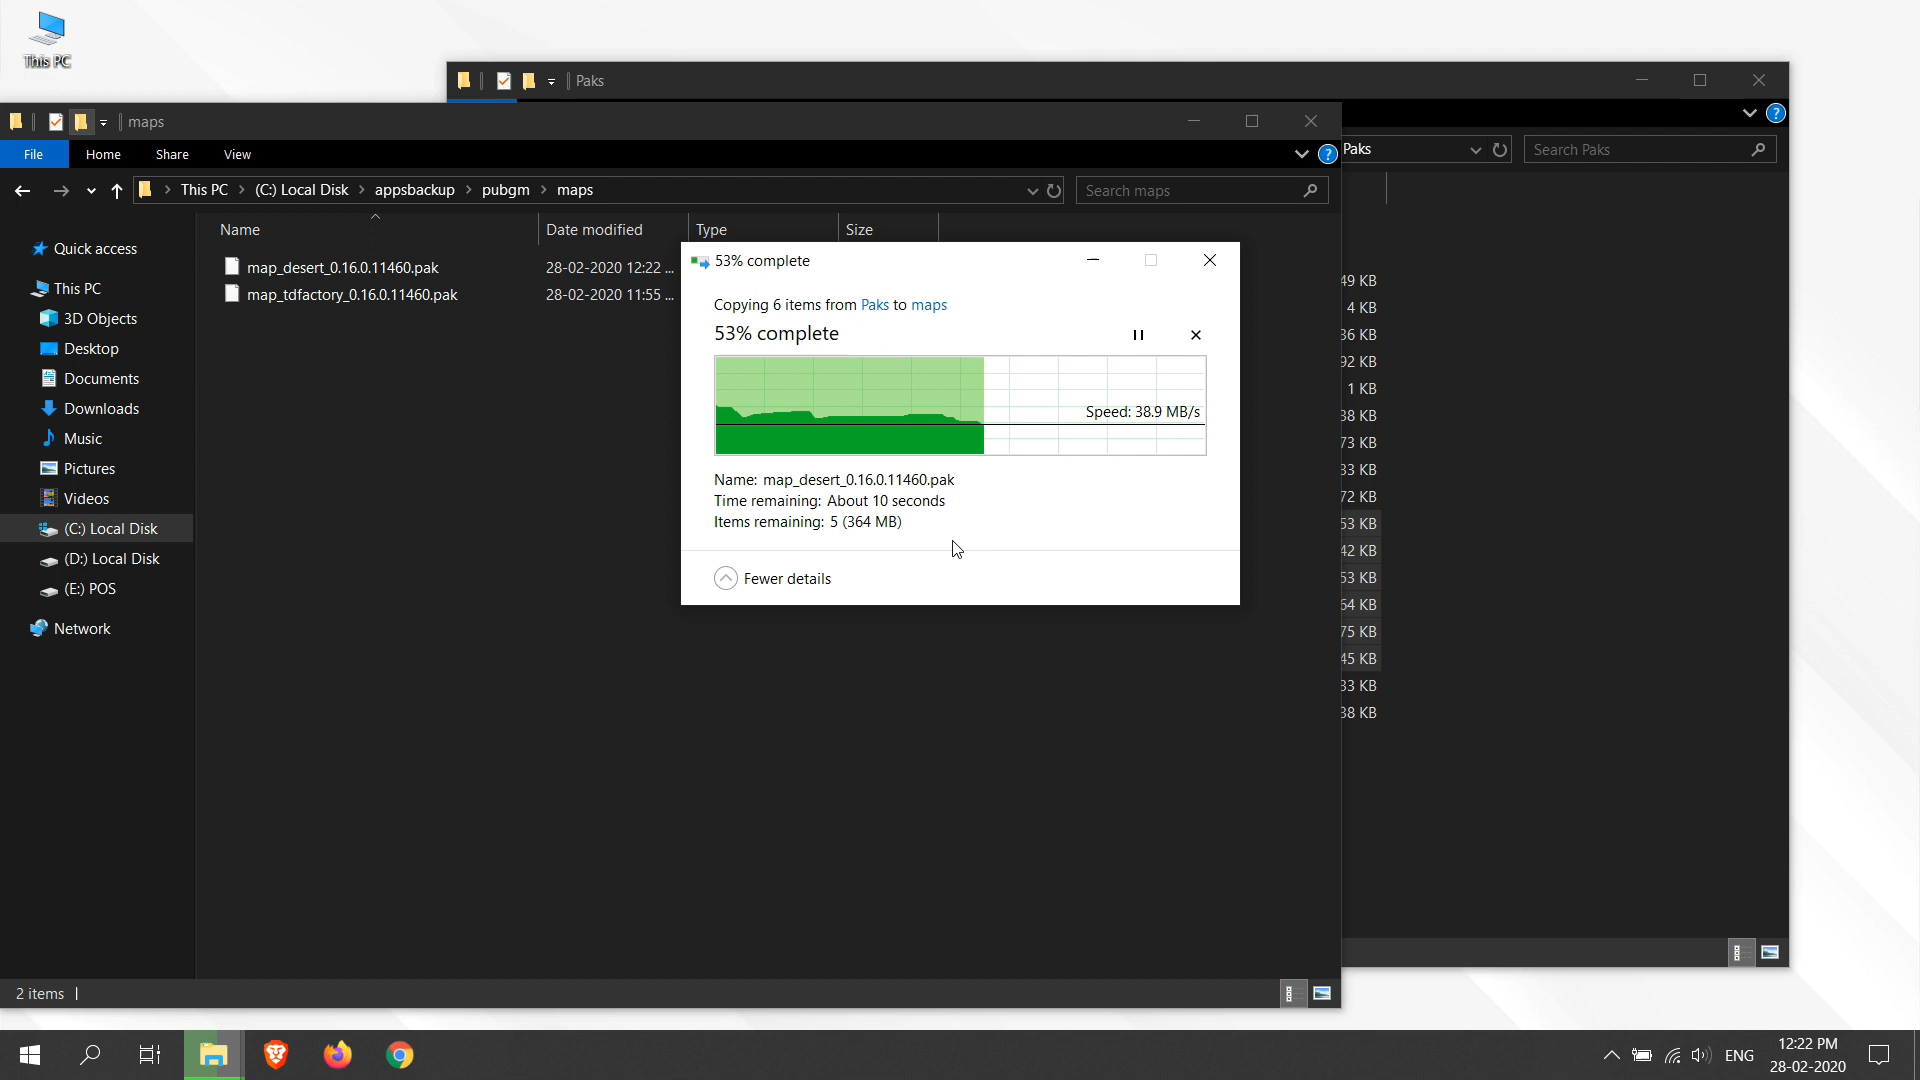 This PC
Paks
maps
File Home Share View
This PC > (C:) Local Disk > appsbackup > pubgm > maps
Search maps
Paks
Search Paks
Name Date modified Type Size
Quick access
This PC
3D Objects
Desktop
Documents
Downloads
Music
Pictures
Videos
(C:) Local Disk
(D:) Local Disk
(E:) POS
Network
map_desert_0.16.0.11460.pak 28-02-2020 12:22 ...
map_tdfactory_0.16.0.11460.pak 28-02-2020 11:55 ...
53% complete
Copying 6 items from Paks to maps
53% complete
Speed: 38.9 MB/s
Name: map_desert_0.16.0.11460.pak
Time remaining: About 10 seconds
Items remaining: 5 (364 MB)
Fewer details
49 KB
4 KB
36 KB
92 KB
1 KB
38 KB
73 KB
33 KB
72 KB
53 KB
42 KB
53 KB
64 KB
75 KB
45 KB
33 KB
38 KB
2 items
ENG
12:22 PM
28-02-2020